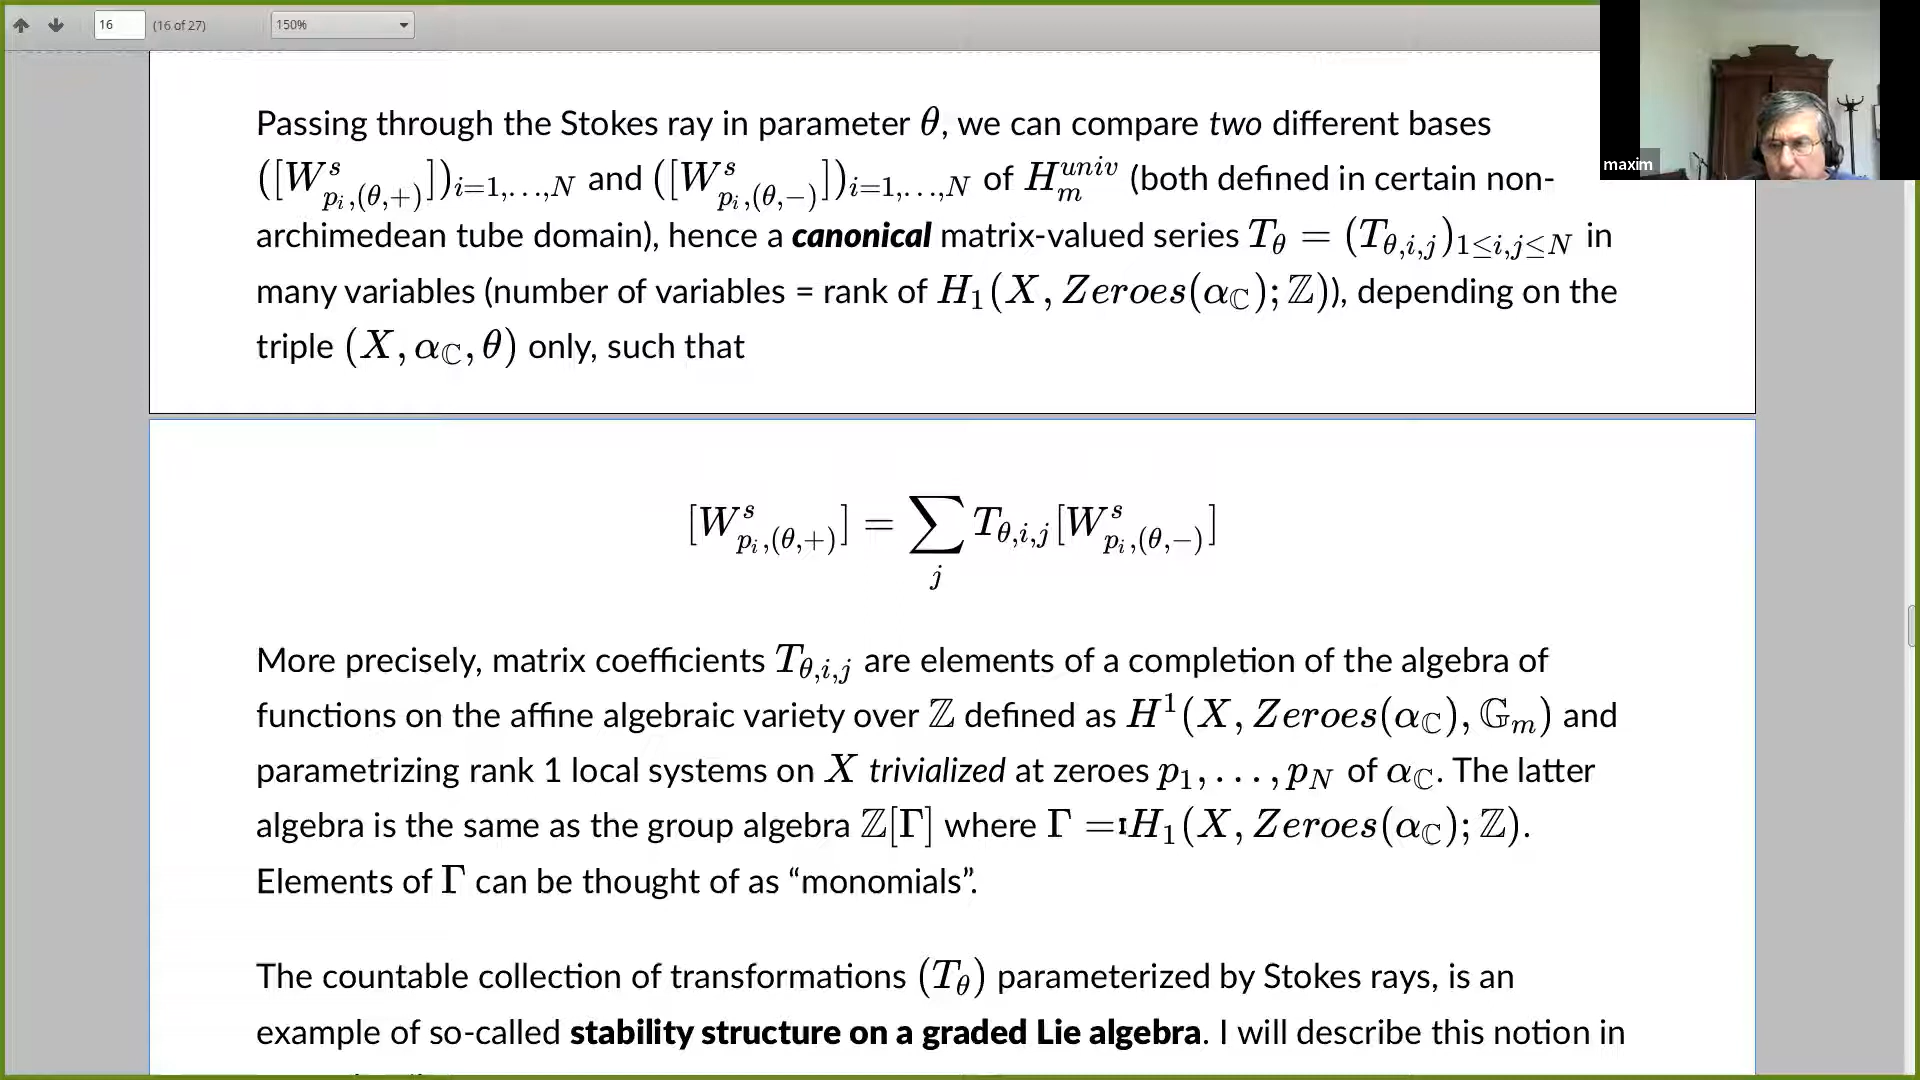 16 (16 of 27) 150%
maxim
Passing through the Stokes ray in parameter θ, we can compare two different bases
([W^s_{p_i,(θ,+)}])_{i=1,…,N} and ([W^s_{p_i,(θ,−)}])_{i=1,…,N} of H^{univ}_m (both defined in certain non-
archimedean tube domain), hence a canonical matrix-valued series T_θ = (T_{θ,i,j})_{1≤i,j≤N} in
many variables (number of variables = rank of H_1(X, Zeroes(α_ℂ); ℤ)), depending on the
triple (X, α_ℂ, θ) only, such that
[W^s_{p_i,(θ,+)}] = ∑_j T_{θ,i,j}[W^s_{p_i,(θ,−)}]
More precisely, matrix coefficients T_{θ,i,j} are elements of a completion of the algebra of
functions on the affine algebraic variety over ℤ defined as H^1(X, Zeroes(α_ℂ), 𝔾_m) and
parametrizing rank 1 local systems on X trivialized at zeroes p_1, …, p_N of α_ℂ. The latter
algebra is the same as the group algebra ℤ[Γ] where Γ = H_1(X, Zeroes(α_ℂ); ℤ).
Elements of Γ can be thought of as “monomials”.
The countable collection of transformations (T_θ) parameterized by Stokes rays, is an
example of so-called stability structure on a graded Lie algebra. I will describe this notion in